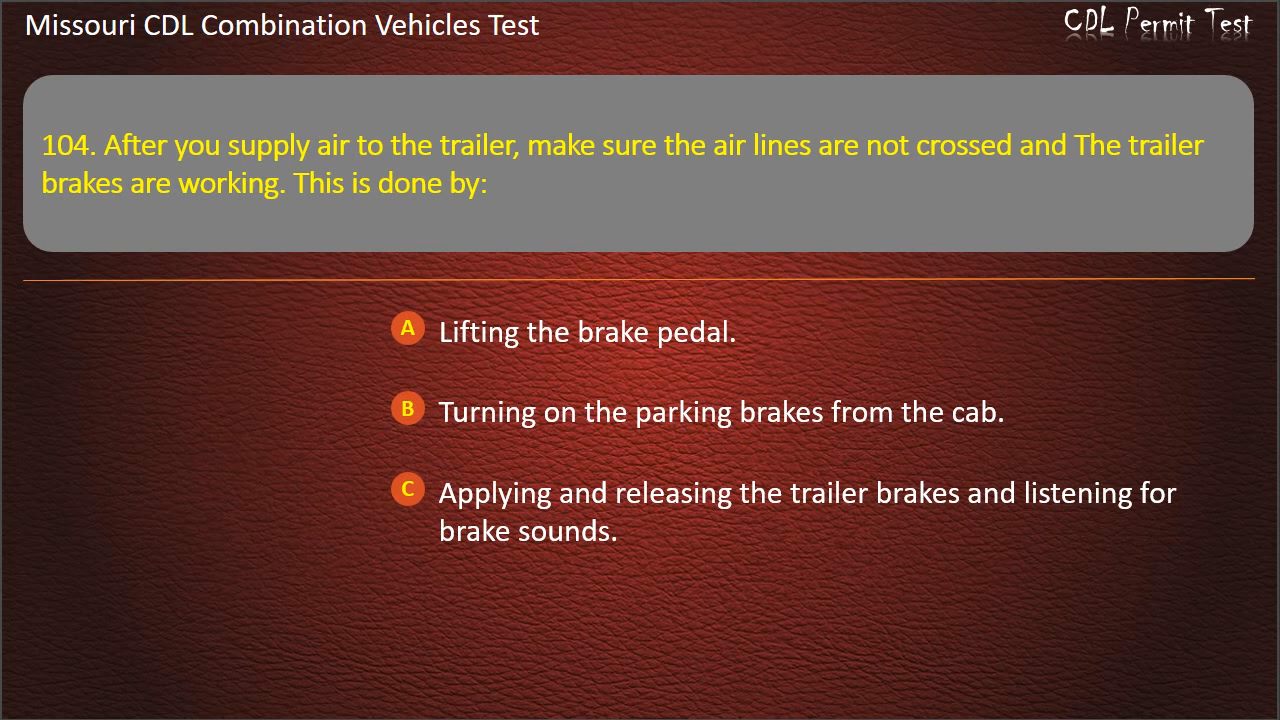 Missouri CDL Combination Vehicles Test
CDL Permit Test
104. After you supply air to the trailer, make sure the air lines are not crossed and The trailer
brakes are working. This is done by:
A Lifting the brake pedal.
B Turning on the parking brakes from the cab.
C Applying and releasing the trailer brakes and listening for
brake sounds.